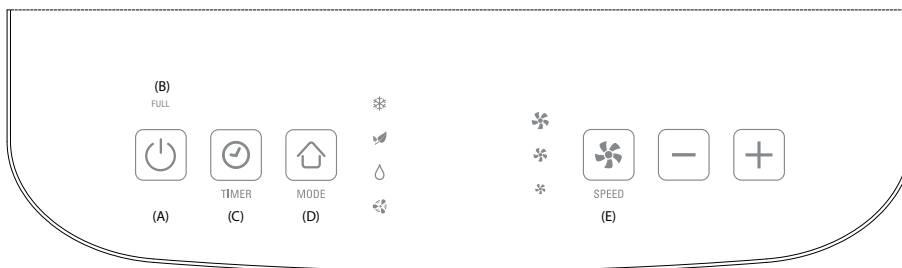 (B)
FULL
TIMER
MODE
SPEED
(A)
(C)
(D)
(E)